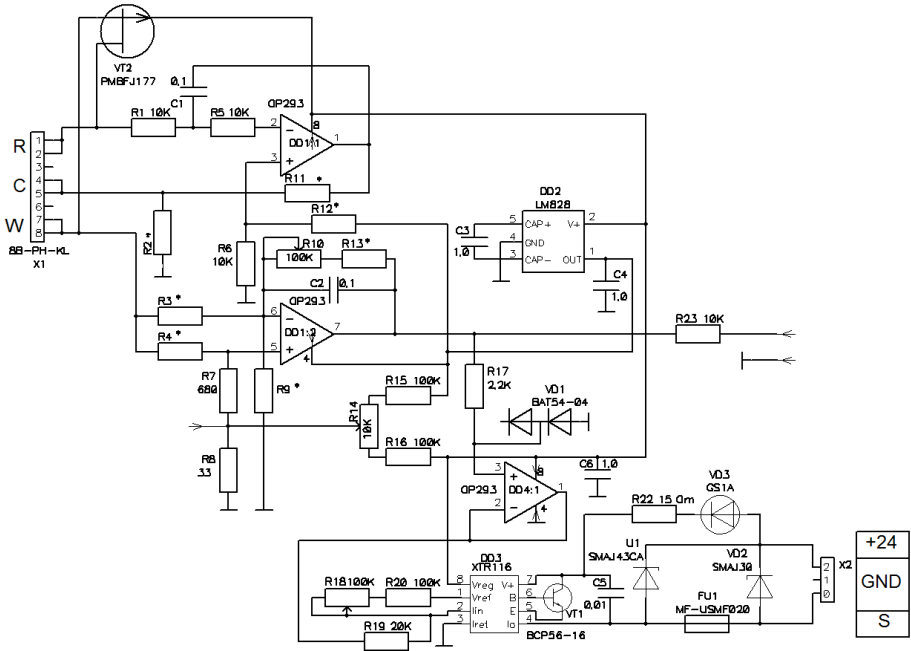 VT2
PMBFJ177
0,1
C1
R1 10K
R5 10K
OP293
2
8
DD1:1
1
3
R
1
2
3
C
4
5
6
W
7
8
8B-PH-KL
X1
R11 *
R12*
R2*
R6
10K
R10
100K
R13*
C2
0,1
DD2
LM828
5
CAP+
V+
2
4
GND
3
CAP-
OUT
1
C3
1,0
C4
1,0
OP293
R3 *
6
DD1:2
7
R4 *
5
4
R23 10K
R7
680
R9 *
R14
10K
R15 100K
R16 100K
R17
2,2K
VD1
BAT54-04
R8
33
C6
1,0
3
8
OP293
DD4:1
1
2
4
VD3
GS1A
R22 15 Om
DD3
XTR116
U1
SMAJ43CA
VD2
SMAJ30
X2
+24
GND
S
R18 100K
R20 100K
8
Vreg
V+
7
1
Vref
B
6
2
Iin
E
5
3
Iret
Io
4
C5
0,01
VT1
BCP56-16
FU1
MF-USMF020
2
1
0
R19 20K